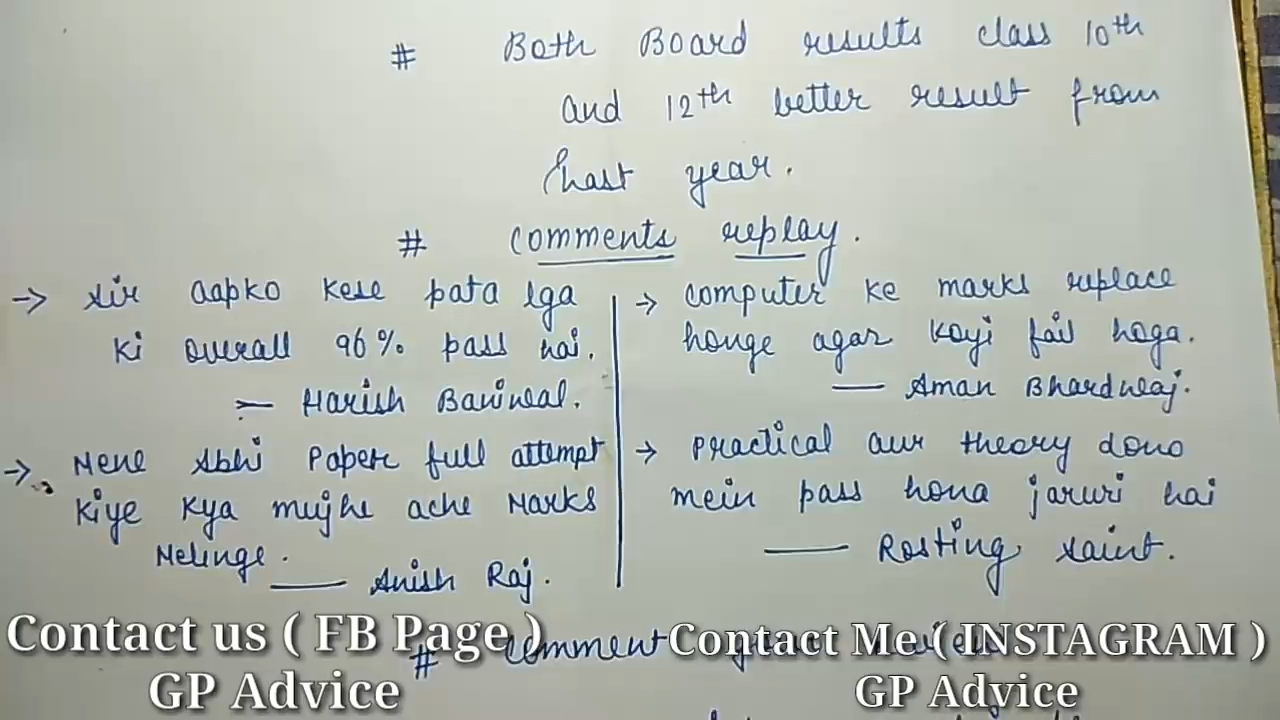 # Both Board results class 10th
and 12th better result from
last year.
# Comments replay.
→ Sir aapko kese pata lga
ki overall 96% pass hai.
— Harish Baniwal.
→ Mene Abhi Paper full attempt
kiye kya mujhe ache Marks
Melinge.
— Anish Raj.
→ computer ke marks replace
honge agar koyi fail hoga.
— Aman Bhardwaj.
→ Practical aur theory dono
mein pass hona jaruri hai
— Rosting saint.
# comment
Contact us ( FB Page )
GP Advice
Contact Me ( INSTAGRAM )
GP Advice